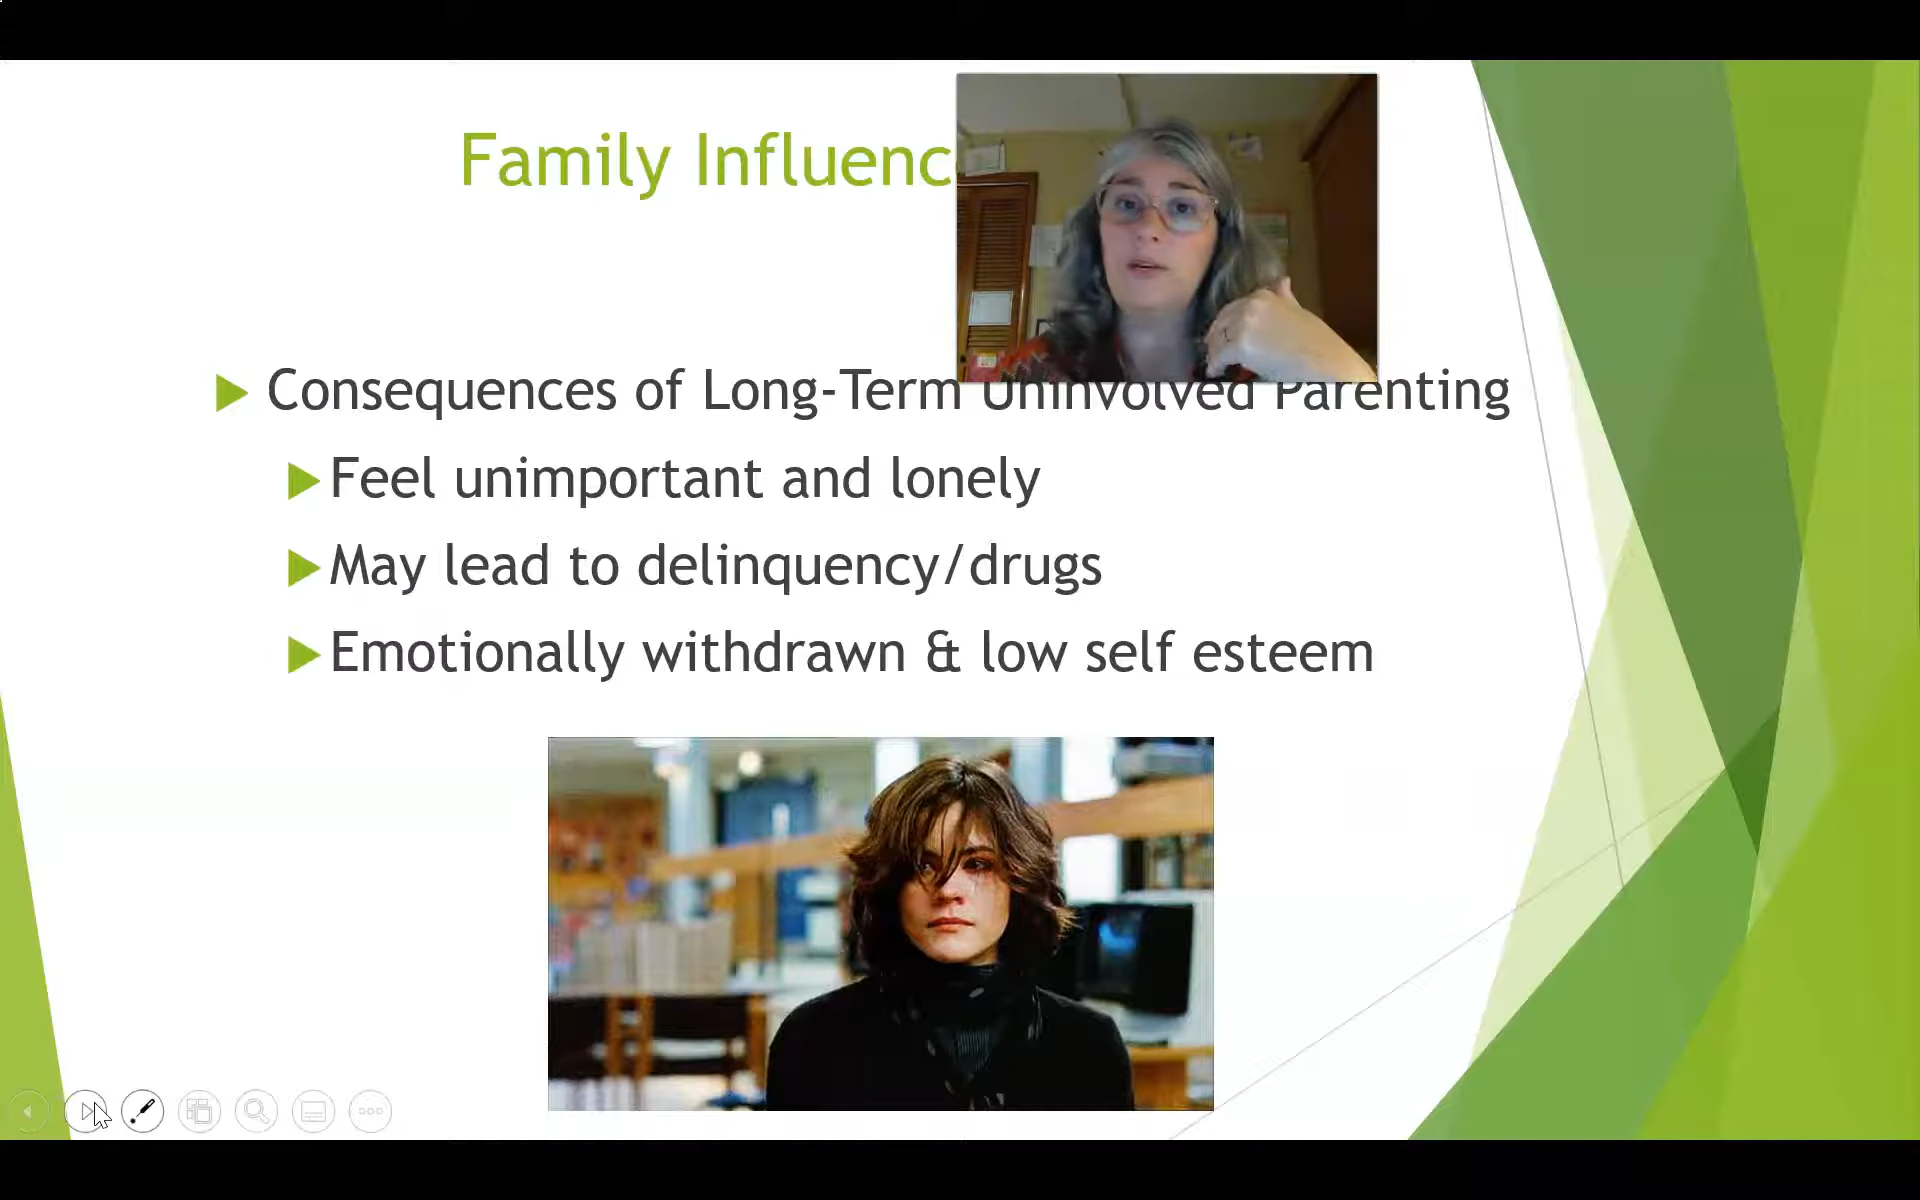 Family Influenc
Consequences of Long-Term Uninvolved Parenting
Feel unimportant and lonely
May lead to delinquency/drugs
Emotionally withdrawn & low self esteem